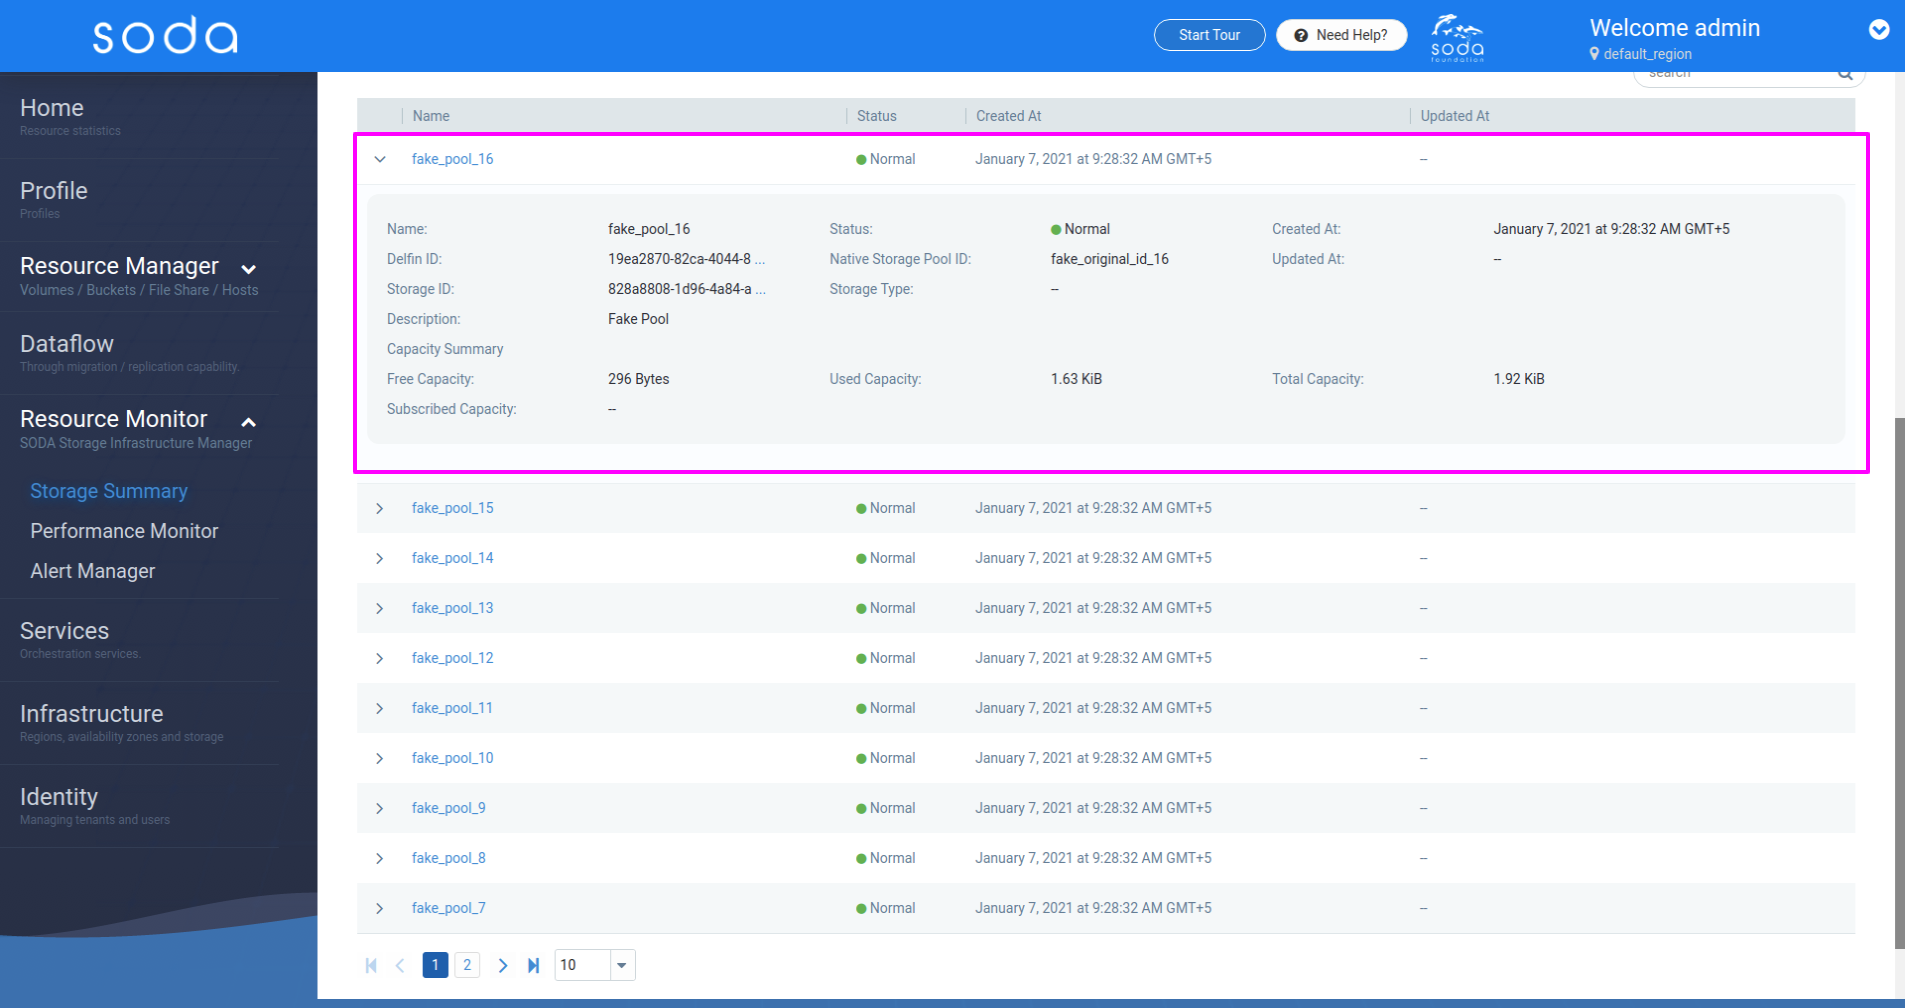 soda
Start Tour
Need Help?
soda
foundation
Welcome admin
default_region
Home
Resource statistics
Profile
Profiles
Resource Manager
Volumes / Buckets / File Share / Hosts
Dataflow
Through migration / replication capability.
Resource Monitor
SODA Storage Infrastructure Manager
Storage Summary
Performance Monitor
Alert Manager
Services
Orchestration services.
Infrastructure
Regions, availability zones and storage
Identity
Managing tenants and users
search
Name Status Created At Updated At
fake_pool_16 Normal January 7, 2021 at 9:28:32 AM GMT+5 --
Name: fake_pool_16 Status: Normal Created At: January 7, 2021 at 9:28:32 AM GMT+5
Delfin ID: 19ea2870-82ca-4044-8 ... Native Storage Pool ID: fake_original_id_16 Updated At: --
Storage ID: 828a8808-1d96-4a84-a ... Storage Type: --
Description: Fake Pool
Capacity Summary
Free Capacity: 296 Bytes Used Capacity: 1.63 KiB Total Capacity: 1.92 KiB
Subscribed Capacity: --
fake_pool_15 Normal January 7, 2021 at 9:28:32 AM GMT+5 --
fake_pool_14 Normal January 7, 2021 at 9:28:32 AM GMT+5 --
fake_pool_13 Normal January 7, 2021 at 9:28:32 AM GMT+5 --
fake_pool_12 Normal January 7, 2021 at 9:28:32 AM GMT+5 --
fake_pool_11 Normal January 7, 2021 at 9:28:32 AM GMT+5 --
fake_pool_10 Normal January 7, 2021 at 9:28:32 AM GMT+5 --
fake_pool_9 Normal January 7, 2021 at 9:28:32 AM GMT+5 --
fake_pool_8 Normal January 7, 2021 at 9:28:32 AM GMT+5 --
fake_pool_7 Normal January 7, 2021 at 9:28:32 AM GMT+5 --
1 2 10